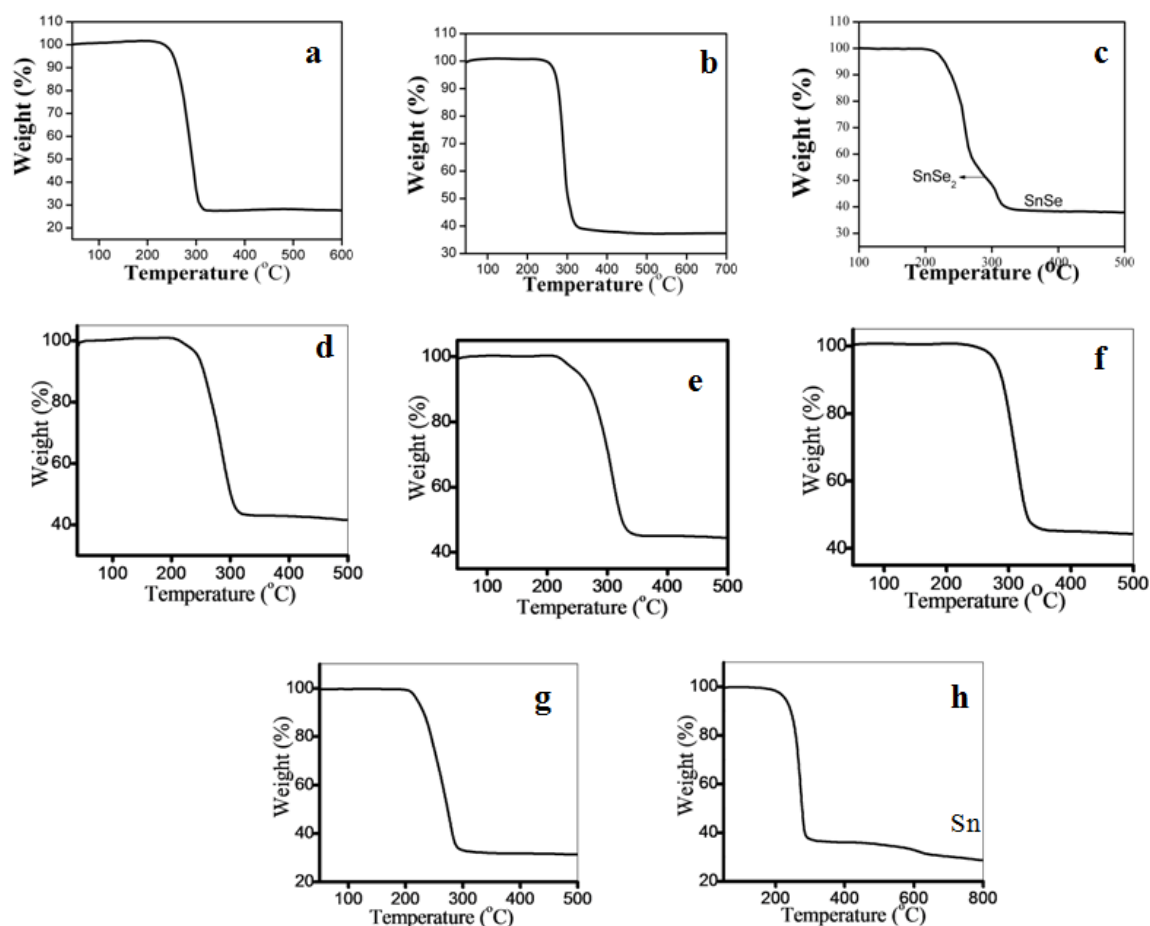 a
Weight (%)
110
100
90
80
70
60
50
40
30
20
100 200 300 400 500 600
Temperature (°C)
b
Weight (%)
110
100
90
80
70
60
50
40
30
100 200 300 400 500 600 700
Temperature (°C)
c
Weight (%)
110
100
90
80
70
60
50
40
30
SnSe₂
SnSe
100 200 300 400 500
Temperature (°C)
d
Weight (%)
100
80
60
40
100 200 300 400 500
Temperature (°C)
e
Weight (%)
100
80
60
40
100 200 300 400 500
Temperature (°C)
f
Weight (%)
100
80
60
40
100 200 300 400 500
Temperature (°C)
g
Weight (%)
100
80
60
40
20
100 200 300 400 500
Temperature (°C)
h
Weight (%)
100
80
60
40
20
Sn
200 400 600 800
Temperature (°C)